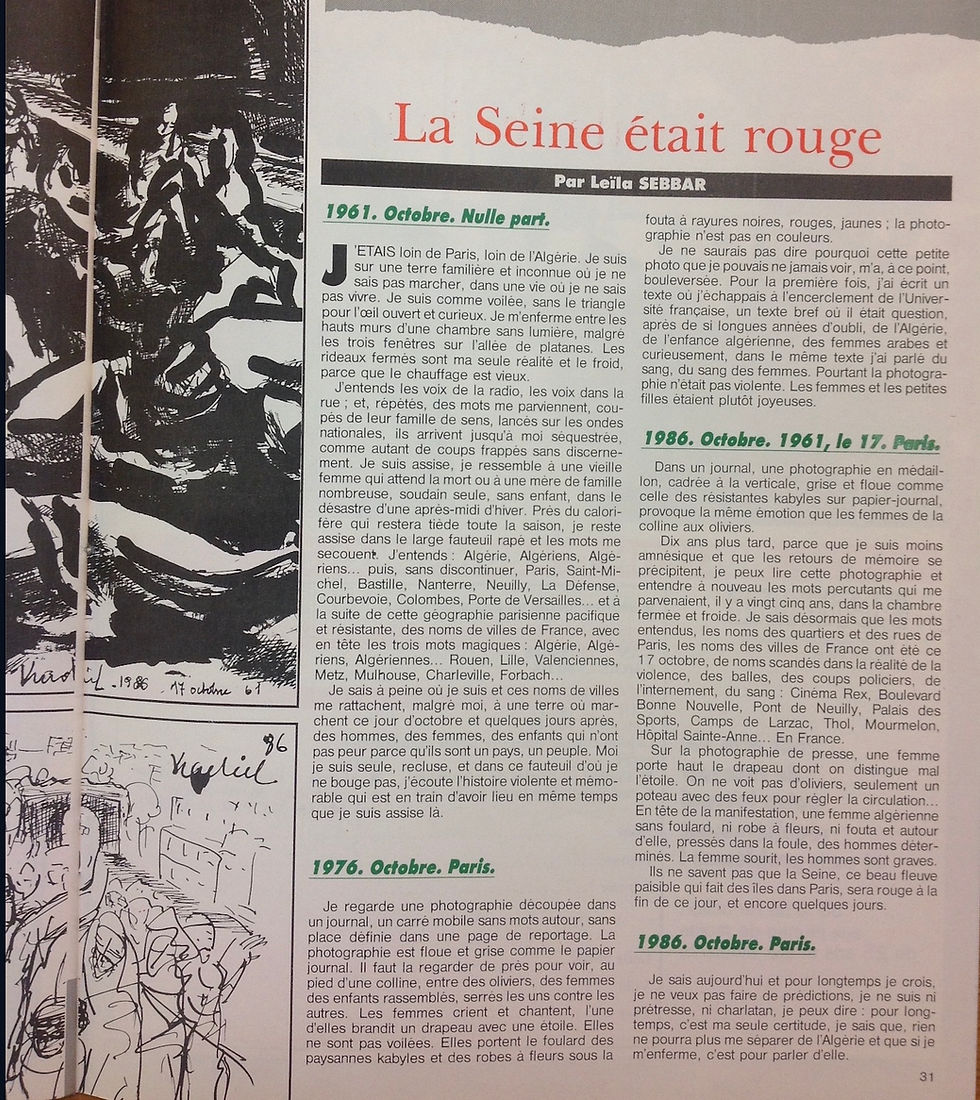 La Seine était rouge
Par Leïla SEBBAR
1961. Octobre. Nulle part.
J'ETAIS loin de Paris, loin de l'Algérie. Je suis
sur une terre familière et inconnue où je ne
sais pas marcher, dans une vie où je ne sais
pas vivre. Je suis comme voilée, sans le triangle
pour l'œil ouvert et curieux. Je m'enferme entre les
hauts murs d'une chambre sans lumière, malgré
les trois fenêtres sur l'allée de platanes. Les
rideaux fermés sont ma seule réalité et le froid,
parce que le chauffage est vieux.
J'entends les voix de la radio, les voix dans la
rue ; et, répétés, des mots me parviennent, cou-
pés de leur famille de sens, lancés sur les ondes
nationales, ils arrivent jusqu'à moi séquestrée,
comme autant de coups frappés sans discerne-
ment. Je suis assise, je ressemble à une vieille
femme qui attend la mort ou à une mère de famille
nombreuse, soudain seule, sans enfant, dans le
désastre d'une après-midi d'hiver. Près du calori-
fère qui restera tiède toute la saison, je reste
assise dans le large fauteuil rapé et les mots me
secouent. J'entends : Algérie, Algériens, Algé-
riens... puis, sans discontinuer, Paris, Saint-Mi-
chel, Bastille, Nanterre, Neuilly, La Défense,
Courbevoie, Colombes, Porte de Versailles... et à
la suite de cette géographie parisienne pacifique
et résistante, des noms de villes de France, avec
en tête les trois mots magiques : Algérie, Algé-
riens, Algériennes... Rouen, Lille, Valenciennes,
Metz, Mulhouse, Charleville, Forbach...
Je sais à peine où je suis et ces noms de villes
me rattachent, malgré moi, à une terre où mar-
chent ce jour d'octobre et quelques jours après,
des hommes, des femmes, des enfants qui n'ont
pas peur parce qu'ils sont un pays, un peuple. Moi
je suis seule, recluse, et dans ce fauteuil d'où je
ne bouge pas, j'écoute l'histoire violente et mémo-
rable qui est en train d'avoir lieu en même temps
que je suis assise là.
1976. Octobre. Paris.
Je regarde une photographie découpée dans
un journal, un carré mobile sans mots autour, sans
place définie dans une page de reportage. La
photographie est floue et grise comme le papier
journal. Il faut la regarder de près pour voir, au
pied d'une colline, entre des oliviers, des femmes
des enfants rassemblés, serrés les uns contre les
autres. Les femmes crient et chantent, l'une
d'elles brandit un drapeau avec une étoile. Elles
ne sont pas voilées. Elles portent le foulard des
paysannes kabyles et des robes à fleurs sous la
fouta à rayures noires, rouges, jaunes ; la photo-
graphie n'est pas en couleurs.
Je ne saurais pas dire pourquoi cette petite
photo que je pouvais ne jamais voir, m'a, à ce point,
bouleversée. Pour la première fois, j'ai écrit un
texte où j'échappais à l'encerclement de l'Univer-
sité française, un texte bref où il était question,
après de si longues années d'oubli, de l'Algérie,
de l'enfance algérienne, des femmes arabes et
curieusement, dans le même texte j'ai parlé du
sang, du sang des femmes. Pourtant la photogra-
phie n'était pas violente. Les femmes et les petites
filles étaient plutôt joyeuses.
1986. Octobre. 1961, le 17. Paris.
Dans un journal, une photographie en médail-
lon, cadrée à la verticale, grise et floue comme
celle des résistantes kabyles sur papier-journal,
provoque la même émotion que les femmes de la
colline aux oliviers.
Dix ans plus tard, parce que je suis moins
amnésique et que les retours de mémoire se
précipitent, je peux lire cette photographie et
entendre à nouveau les mots percutants qui me
parvenaient, il y a vingt cinq ans, dans la chambre
fermée et froide. Je sais désormais que les mots
entendus, les noms des quartiers et des rues de
Paris, les noms des villes de France ont été ce
17 octobre, de noms scandés dans la réalité de la
violence, des balles, des coups policiers, de
l'internement, du sang : Cinéma Rex, Boulevard
Bonne Nouvelle, Pont de Neuilly, Palais des
Sports, Camps de Larzac, Thol, Mourmelon,
Hôpital Sainte-Anne... En France.
Sur la photographie de presse, une femme
porte haut le drapeau dont on distingue mal
l'étoile. On ne voit pas d'oliviers, seulement un
poteau avec des feux pour règler la circulation...
En tête de la manifestation, une femme algérienne
sans foulard, ni robe à fleurs, ni fouta et autour
d'elle, pressés dans la foule, des hommes déter-
minés. La femme sourit, les hommes sont graves.
Ils ne savent pas que la Seine, ce beau fleuve
paisible qui fait des îles dans Paris, sera rouge à la
fin de ce jour, et encore quelques jours.
1986. Octobre. Paris.
Je sais aujourd'hui et pour longtemps je crois,
je ne veux pas faire de prédictions, je ne suis ni
prêtresse, ni charlatan, je peux dire : pour long-
temps, c'est ma seule certitude, je sais que, rien
ne pourra plus me séparer de l'Algérie et que si je
m'enferme, c'est pour parler d'elle.
31
1986 17 octobre 61
86